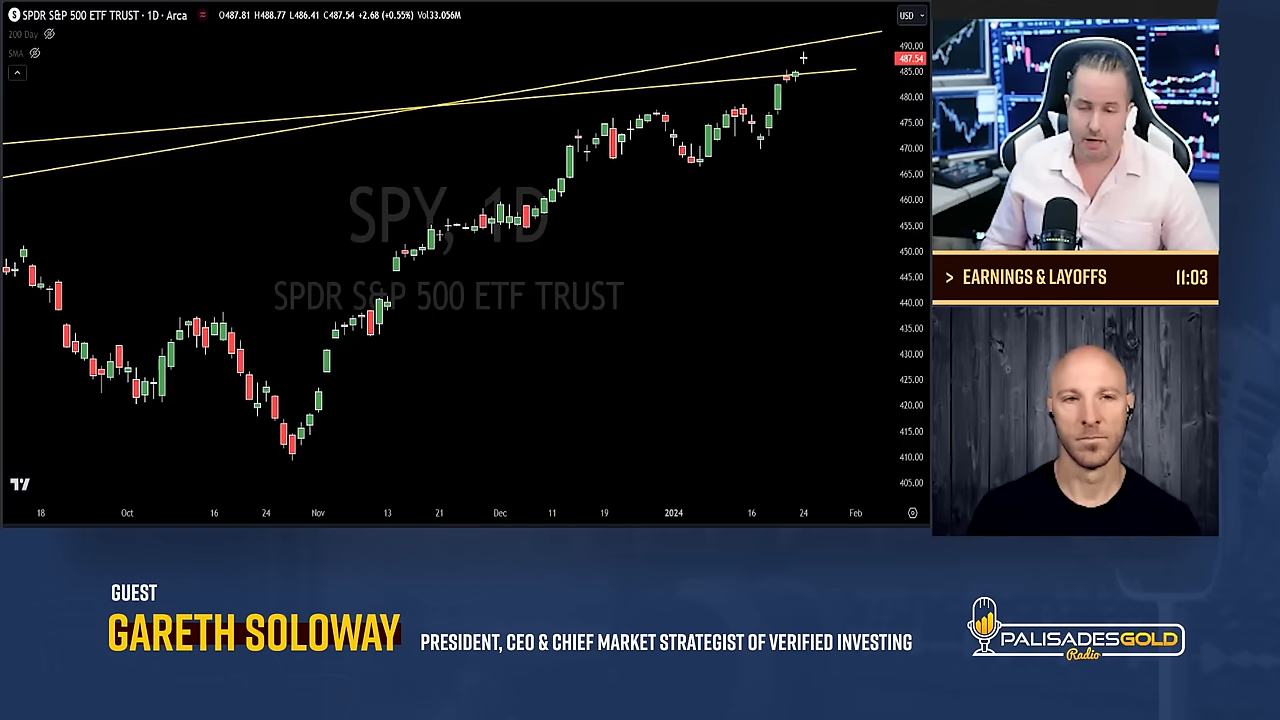 S SPDR S&P 500 ETF TRUST · 1D · Arca = O487.81 H488.77 L486.41 C487.54 +2.68 (+0.55%) Vol33.056M
USD
200 Day
SMA
490.00
487.54
485.00
480.00
475.00
470.00
465.00
460.00
455.00
450.00
445.00
440.00
435.00
430.00
425.00
420.00
415.00
410.00
405.00
SPY, 1D
SPDR S&P 500 ETF TRUST
18 Oct 16 24 Nov 13 21 Dec 11 19 2024 16 24 Feb
> EARNINGS & LAYOFFS 11:03
GUEST
GARETH SOLOWAY
PRESIDENT, CEO & CHIEF MARKET STRATEGIST OF VERIFIED INVESTING
PALISADESGOLD
Radio